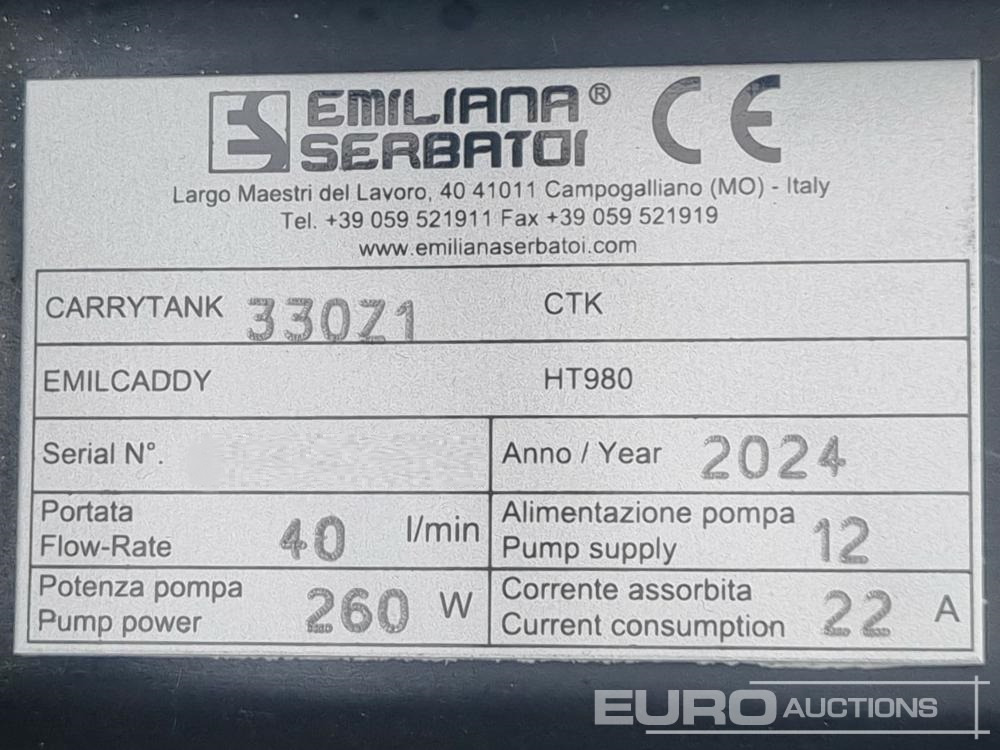 ES EMILIANA® CE
SERBATOI
Largo Maestri del Lavoro, 40 41011 Campogalliano (MO) - Italy
Tel. +39 059 521911 Fax +39 059 521919
www.emilianaserbatoi.com
CARRYTANK 330Z1 CTK
EMILCADDY HT980
Serial N°.
Anno / Year 2024
Portata
Flow-Rate 40 l/min
Alimentazione pompa
Pump supply 12
Potenza pompa
Pump power 260 W
Corrente assorbita
Current consumption 22 A
EURO AUCTIONS